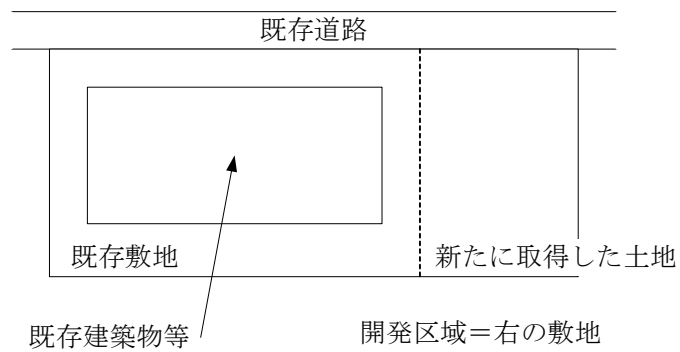 既存道路
既存敷地
新たに取得した土地
既存建築物等
開発区域＝右の敷地